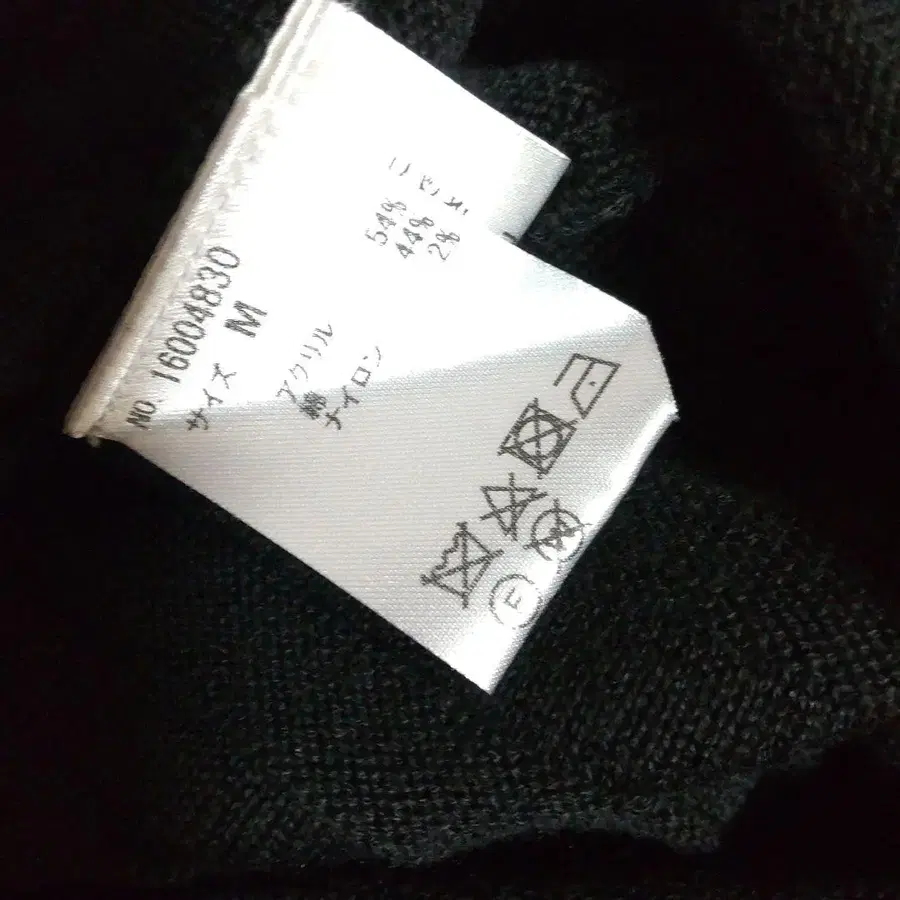 NO. 16004830
サイズ M
アクリル 54%
綿 44%
ナイロン 2%